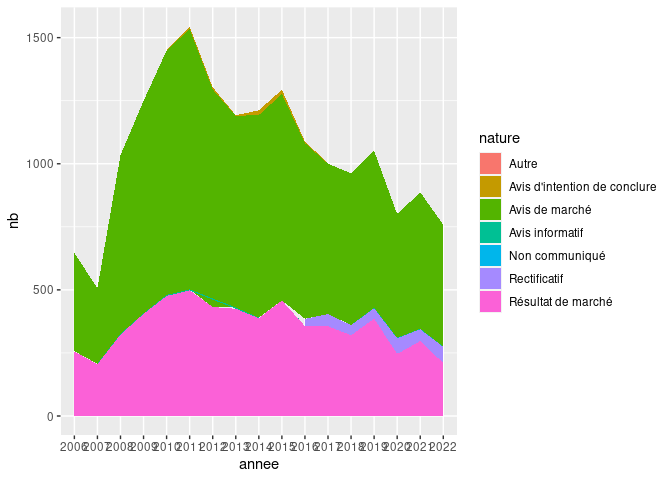 1500
1000
500
0
nb
2006 2007 2008 2009 2010 2011 2012 2013 2014 2015 2016 2017 2018 2019 2020 2021 2022
annee
nature
Autre
Avis d'intention de conclure
Avis de marché
Avis informatif
Non communiqué
Rectificatif
Résultat de marché